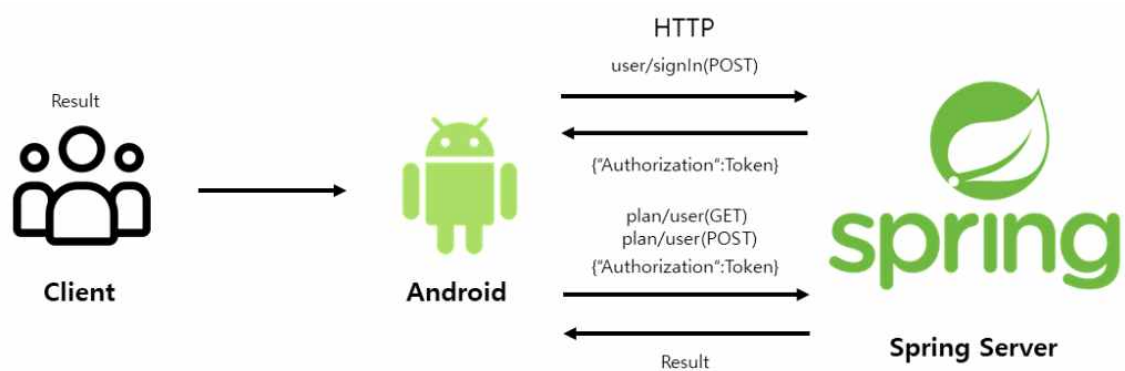 HTTP
user/signIn(POST)
Result
{"Authorization":Token}
plan/user(GET)
plan/user(POST)
{"Authorization":Token}
spring
Client
Android
Result
Spring Server